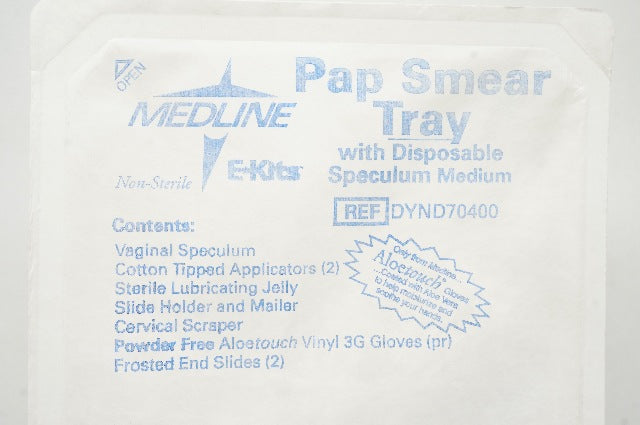 OPEN
MEDLINE
E-Kits
Non-Sterile
Pap Smear
Tray
with Disposable
Speculum Medium
REF DYND70400
Contents:
Vaginal Speculum
Cotton Tipped Applicators (2)
Sterile Lubricating Jelly
Slide Holder and Mailer
Cervical Scraper
Powder Free Aloetouch Vinyl 3G Gloves (pr)
Frosted End Slides (2)
Only from Medline...
Aloetouch® Gloves
...Coated with Aloe Vera
to help moisturize and
soothe your hands.